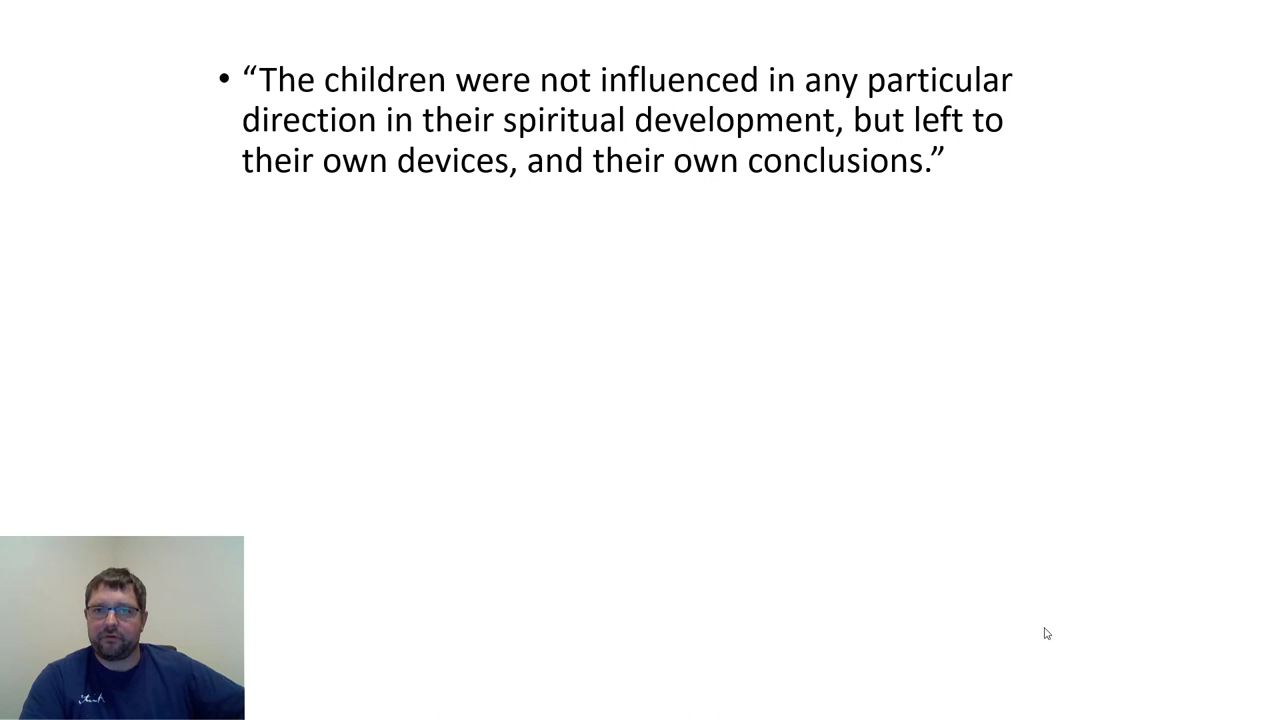 • “The children were not influenced in any particular
direction in their spiritual development, but left to
their own devices, and their own conclusions.”